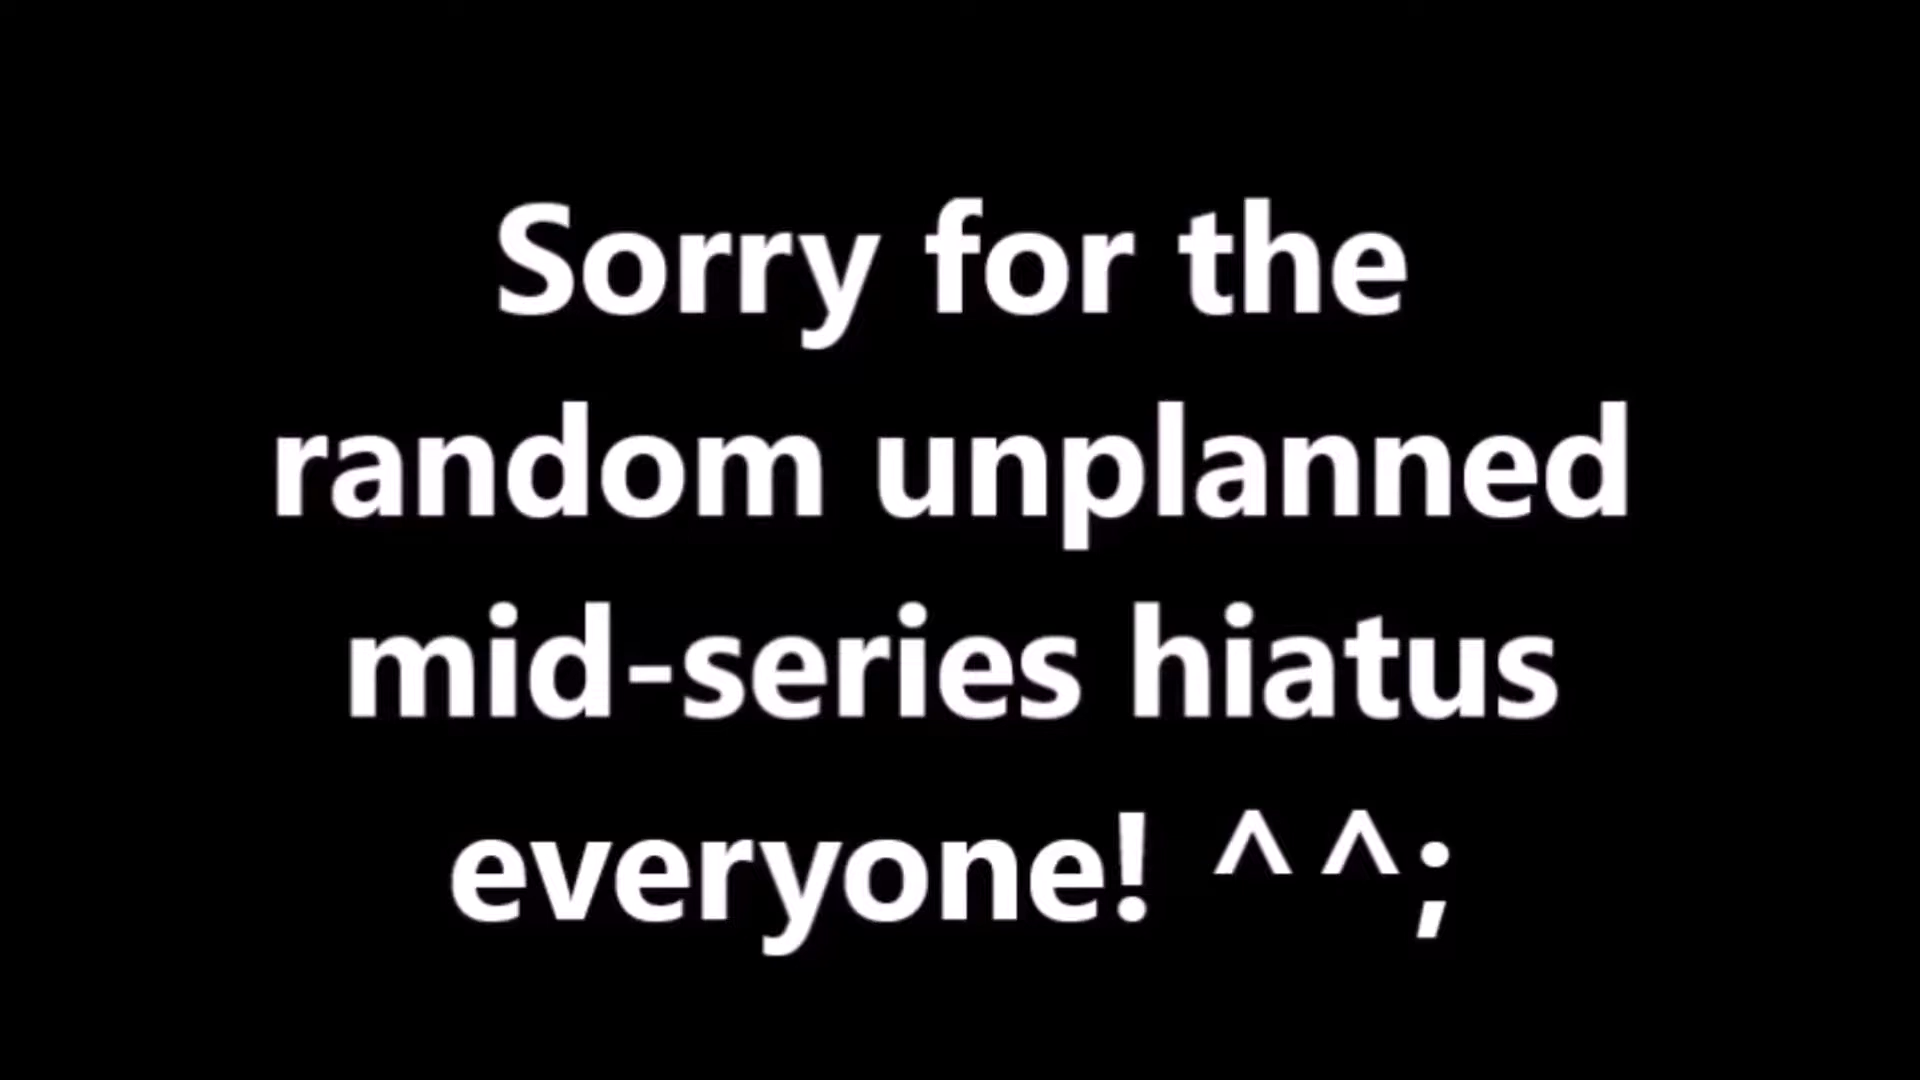 Sorry for the
random unplanned
mid-series hiatus
everyone! ^^;